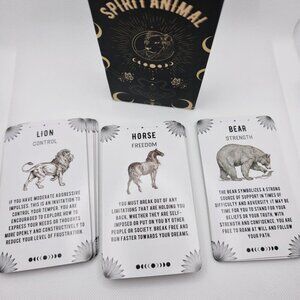 SPIRIT ANIMAL
LION
CONTROL
IF YOU HAVE MODERATE AGGRESSIVE
IMPULSES, THIS IS AN INVITATION TO
CONTROL YOUR TEMPER. YOU ARE
ENCOURAGED TO EXPLORE HOW TO
EXPRESS YOUR NEEDS OR THOUGHTS
MORE OPENLY AND CONSTRUCTIVELY TO
REDUCE YOUR LEVEL OF FRUSTRATION.
HORSE
FREEDOM
YOU MUST BREAK OUT OF ANY
LIMITATIONS THAT ARE HOLDING YOU
BACK, WHETHER THEY ARE SELF-
IMPOSED OR PUT ON YOU BY OTHER
PEOPLE OR SOCIETY. BREAK FREE AND
RUN FASTER TOWARDS YOUR DREAMS.
BEAR
STRENGTH
THE BEAR SYMBOLIZES A STRONG
SOURCE OF SUPPORT IN TIMES OF
DIFFICULTY AND ADVERSITY. IT MAY BE
TIME FOR YOU TO STAND FOR YOUR
BELIEFS OR YOUR TRUTH. WITH
STRENGTH AND CONFIDENCE, YOU ARE
FREE TO ROAM AT WILL AND FOLLOW
YOUR PATH.